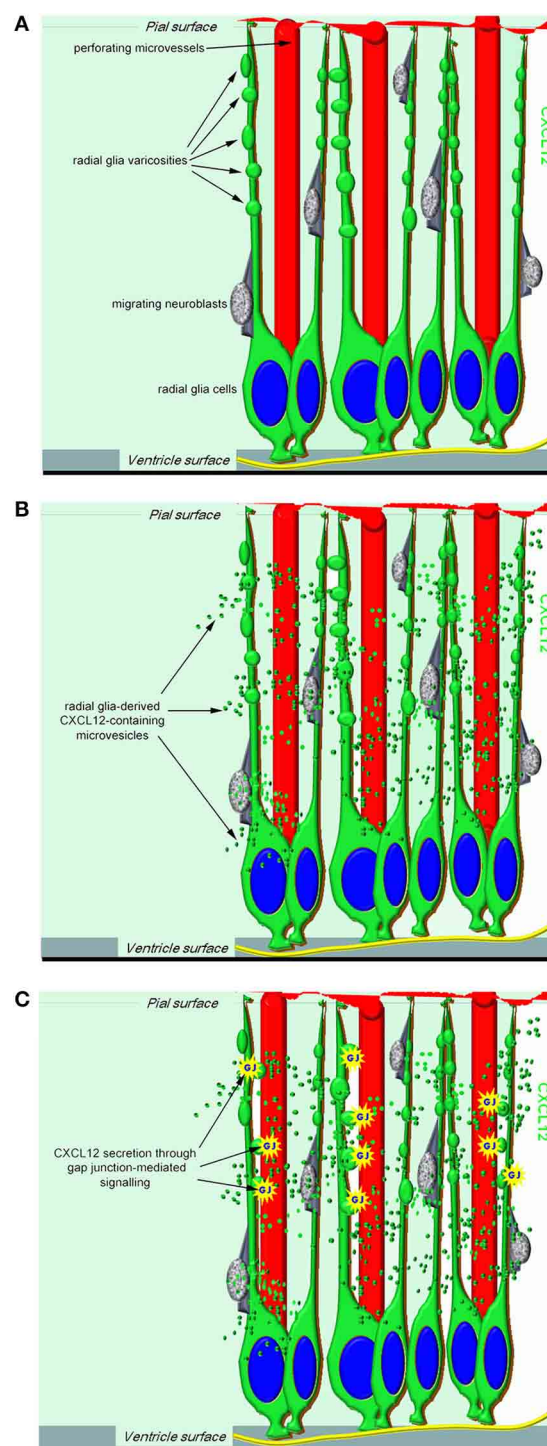 A
Pial surface
perforating microvessels
radial glia varicosities
CXCL12
migrating neuroblasts
radial glia cells
Ventricle surface
B
Pial surface
CXCL12
radial glia-derived
CXCL12-containing
microvesicles
Ventricle surface
C
Pial surface
GJ
GJ
CXCL12
GJ
GJ
CXCL12 secretion through
gap junction-mediated
signalling
GJ
GJ
GJ
GJ
GJ
GJ
Ventricle surface